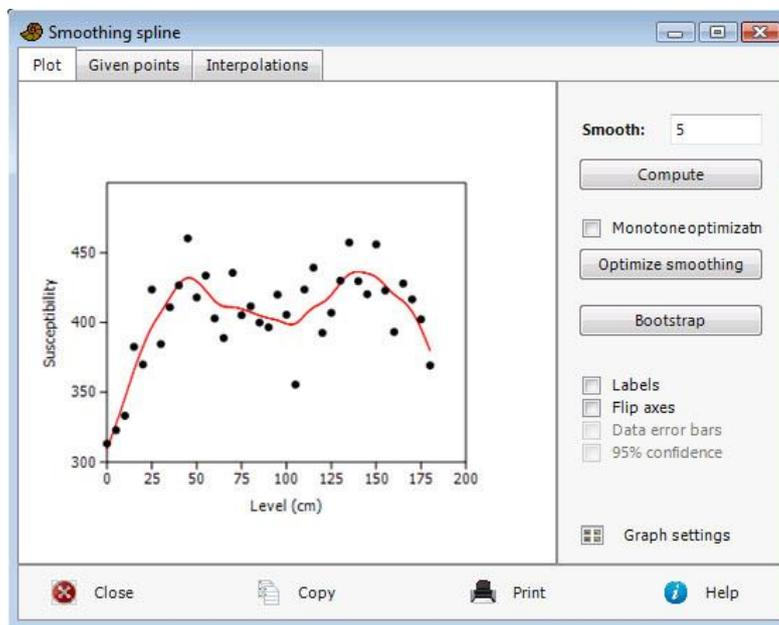 Smoothing spline
Plot Given points Interpolations
Smooth: 5
Compute
Monotone optimizatn
Optimize smoothing
Bootstrap
Labels
Flip axes
Data error bars
95% confidence
Graph settings
Susceptibility
450
400
350
300
0 25 50 75 100 125 150 175 200
Level (cm)
Close Copy Print Help